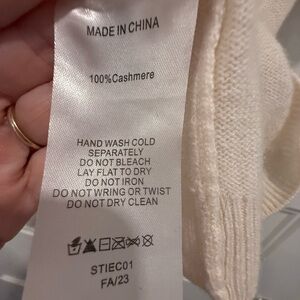 MADE IN CHINA
100%Cashmere
HAND WASH COLD
SEPARATELY
DO NOT BLEACH
LAY FLAT TO DRY
DO NOT IRON
DO NOT WRING OR TWIST
DO NOT DRY CLEAN
STIEC01
FA/23